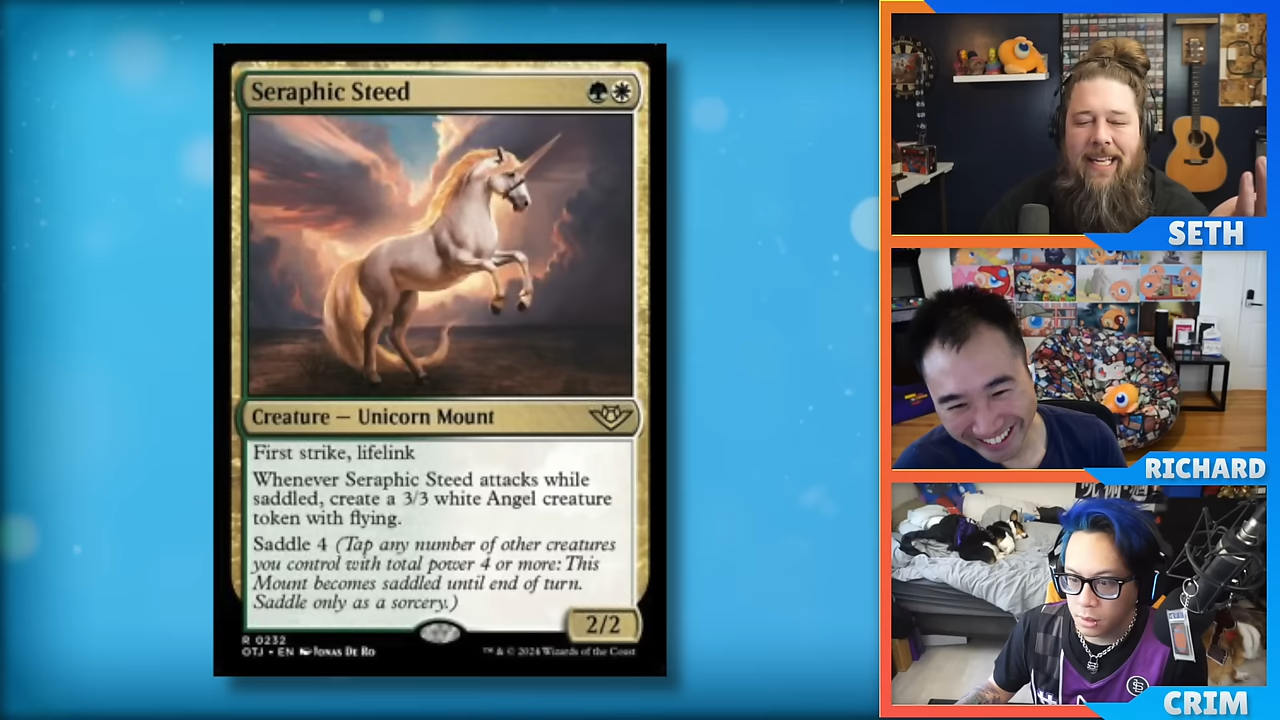 Seraphic Steed
Creature — Unicorn Mount
First strike, lifelink
Whenever Seraphic Steed attacks while
saddled, create a 3/3 white Angel creature
token with flying.
Saddle 4 (Tap any number of other creatures
you control with total power 4 or more: This
Mount becomes saddled until end of turn.
Saddle only as a sorcery.)
2/2
R 0232
OTJ • EN Jonas De Ro
™ & © 2024 Wizards of the Coast
SETH
RICHARD
CRIM